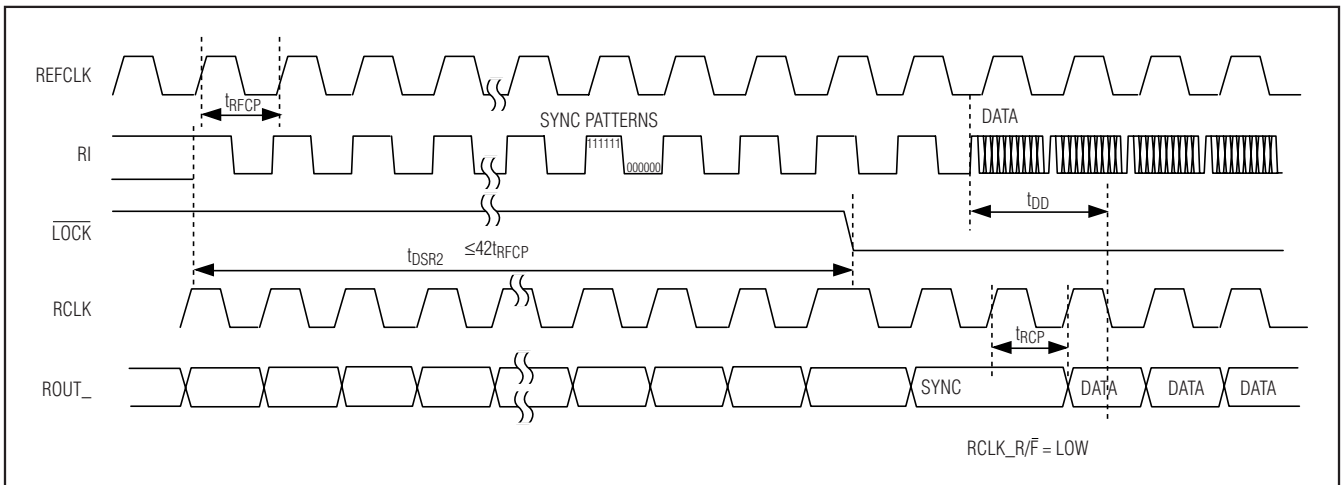 REFCLK
tRFCP
SYNC PATTERNS
DATA
RI
111111
000000
tDD
LOCK
tDSR2 ≤42tRFCP
RCLK
tRCP
ROUT_
SYNC
DATA
DATA
DATA
RCLK_R/F̅ = LOW